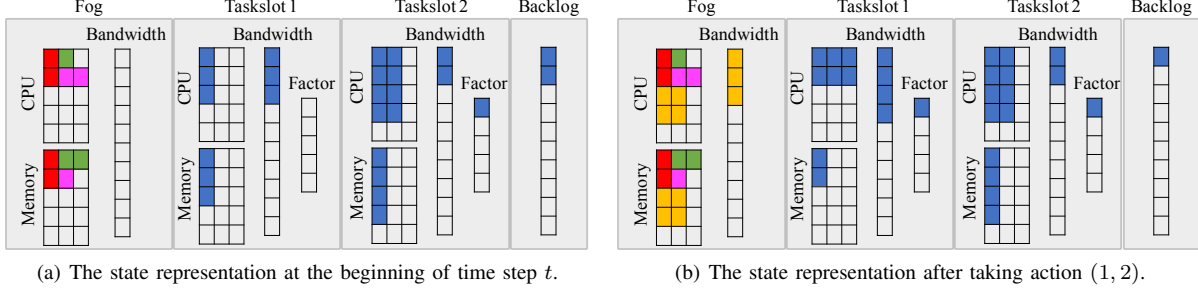 Fog Taskslot 1 Taskslot 2 Backlog
Bandwidth Bandwidth Bandwidth
Factor Factor
CPU CPU CPU
Memory Memory Memory
(a) The state representation at the beginning of time step t.
Fog Taskslot 1 Taskslot 2 Backlog
Bandwidth Bandwidth Bandwidth
Factor Factor
CPU CPU CPU
Memory Memory Memory
(b) The state representation after taking action (1, 2).